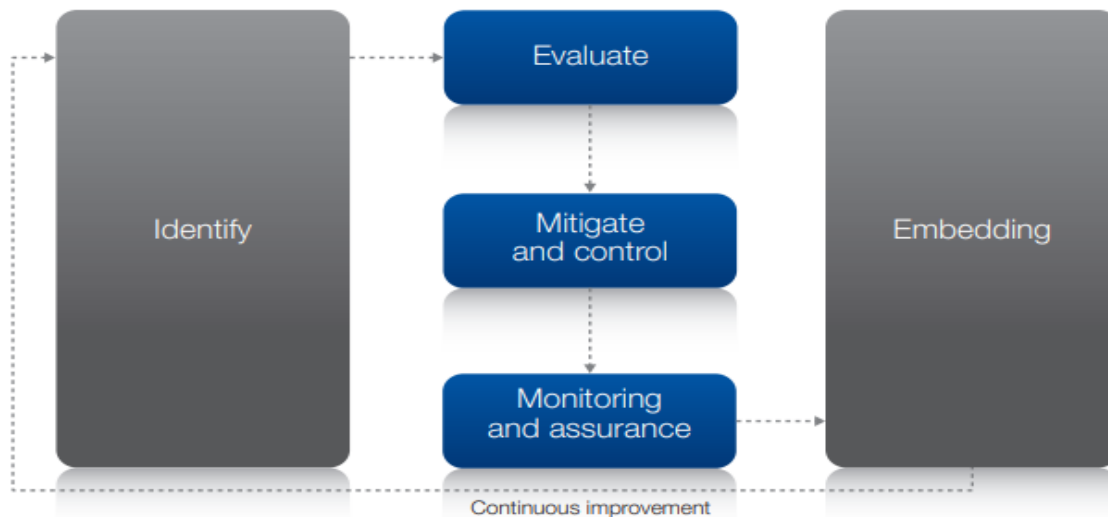 Identify
Evaluate
Mitigate
and control
Monitoring
and assurance
Embedding
Continuous improvement